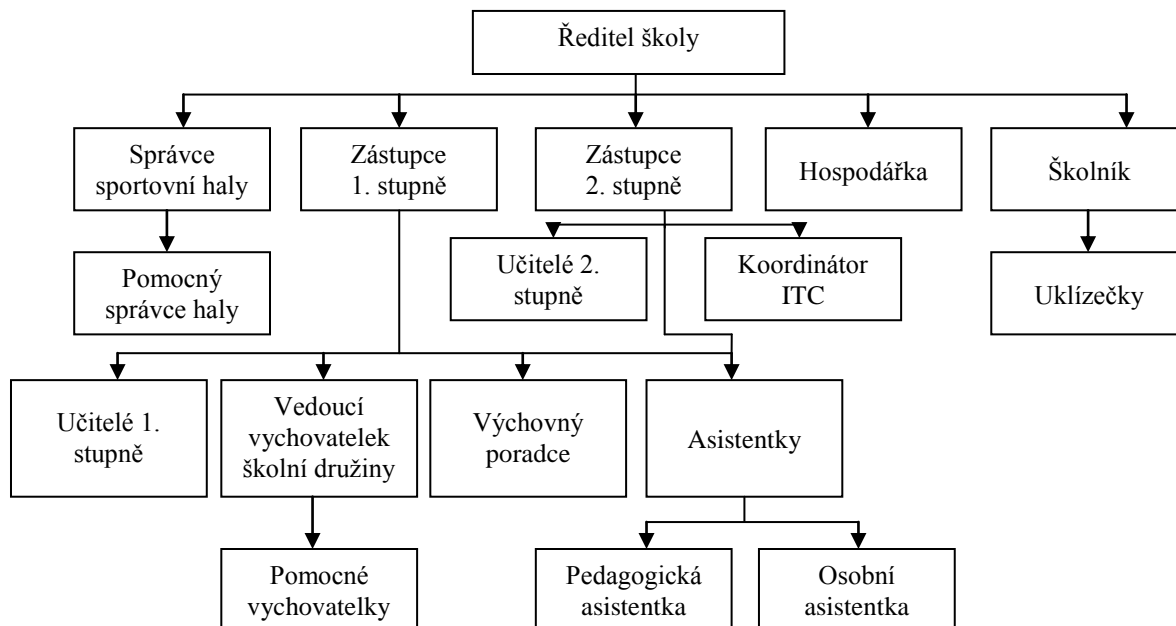 Ředitel školy
Správce
sportovní haly
Zástupce
1. stupně
Zástupce
2. stupně
Hospodářka
Školník
Pomocný
správce haly
Učitelé 2.
stupně
Koordinátor
ITC
Uklízečky
Učitelé 1.
stupně
Vedoucí
vychovatelek
školní družiny
Výchovný
poradce
Asistentky
Pomocné
vychovatelky
Pedagogická
asistentka
Osobní
asistentka